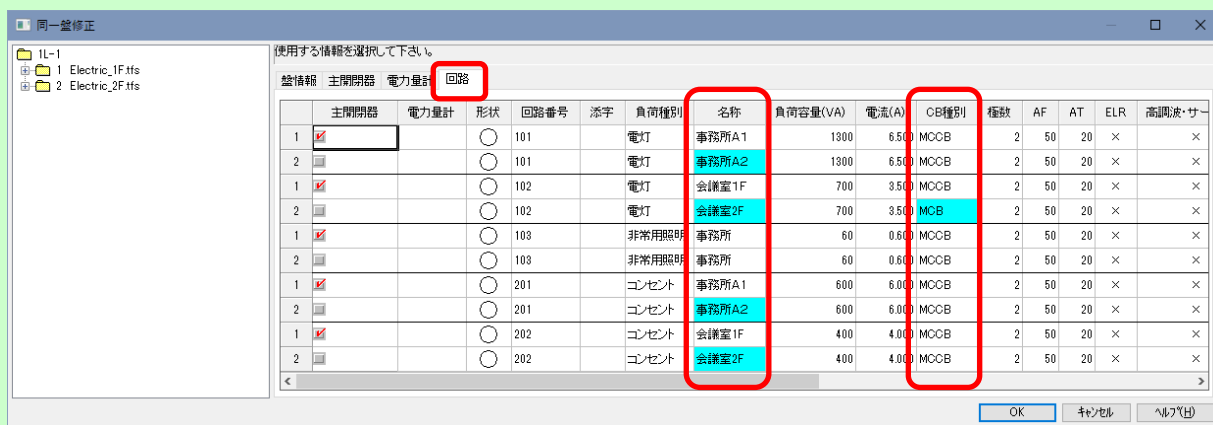 同一盤修正
1L-1
1 Electric_1F.tfs
2 Electric_2F.tfs
使用する情報を選択して下さい。
盤情報 主開閉器 電力量計 回路
主開閉器 電力量計 形状 回路番号 添字 負荷種別 名称 負荷容量(VA) 電流(A) CB種別 極数 AF AT ELR 高調波・サー
1 101 電灯 事務所A1 1300 6.500 MCCB 2 50 20 × ×
2 101 電灯 事務所A2 1300 6.500 MCCB 2 50 20 × ×
1 102 電灯 会議室1F 700 3.500 MCCB 2 50 20 × ×
2 102 電灯 会議室2F 700 3.500 MCB 2 50 20 × ×
1 103 非常用照明 事務所 60 0.600 MCCB 2 50 20 × ×
2 103 非常用照明 事務所 60 0.600 MCCB 2 50 20 × ×
1 201 コンセント 事務所A1 600 6.000 MCCB 2 50 20 × ×
2 201 コンセント 事務所A2 600 6.000 MCCB 2 50 20 × ×
1 202 コンセント 会議室1F 400 4.000 MCCB 2 50 20 × ×
2 202 コンセント 会議室2F 400 4.000 MCCB 2 50 20 × ×
OK キャンセル ヘルプ(H)